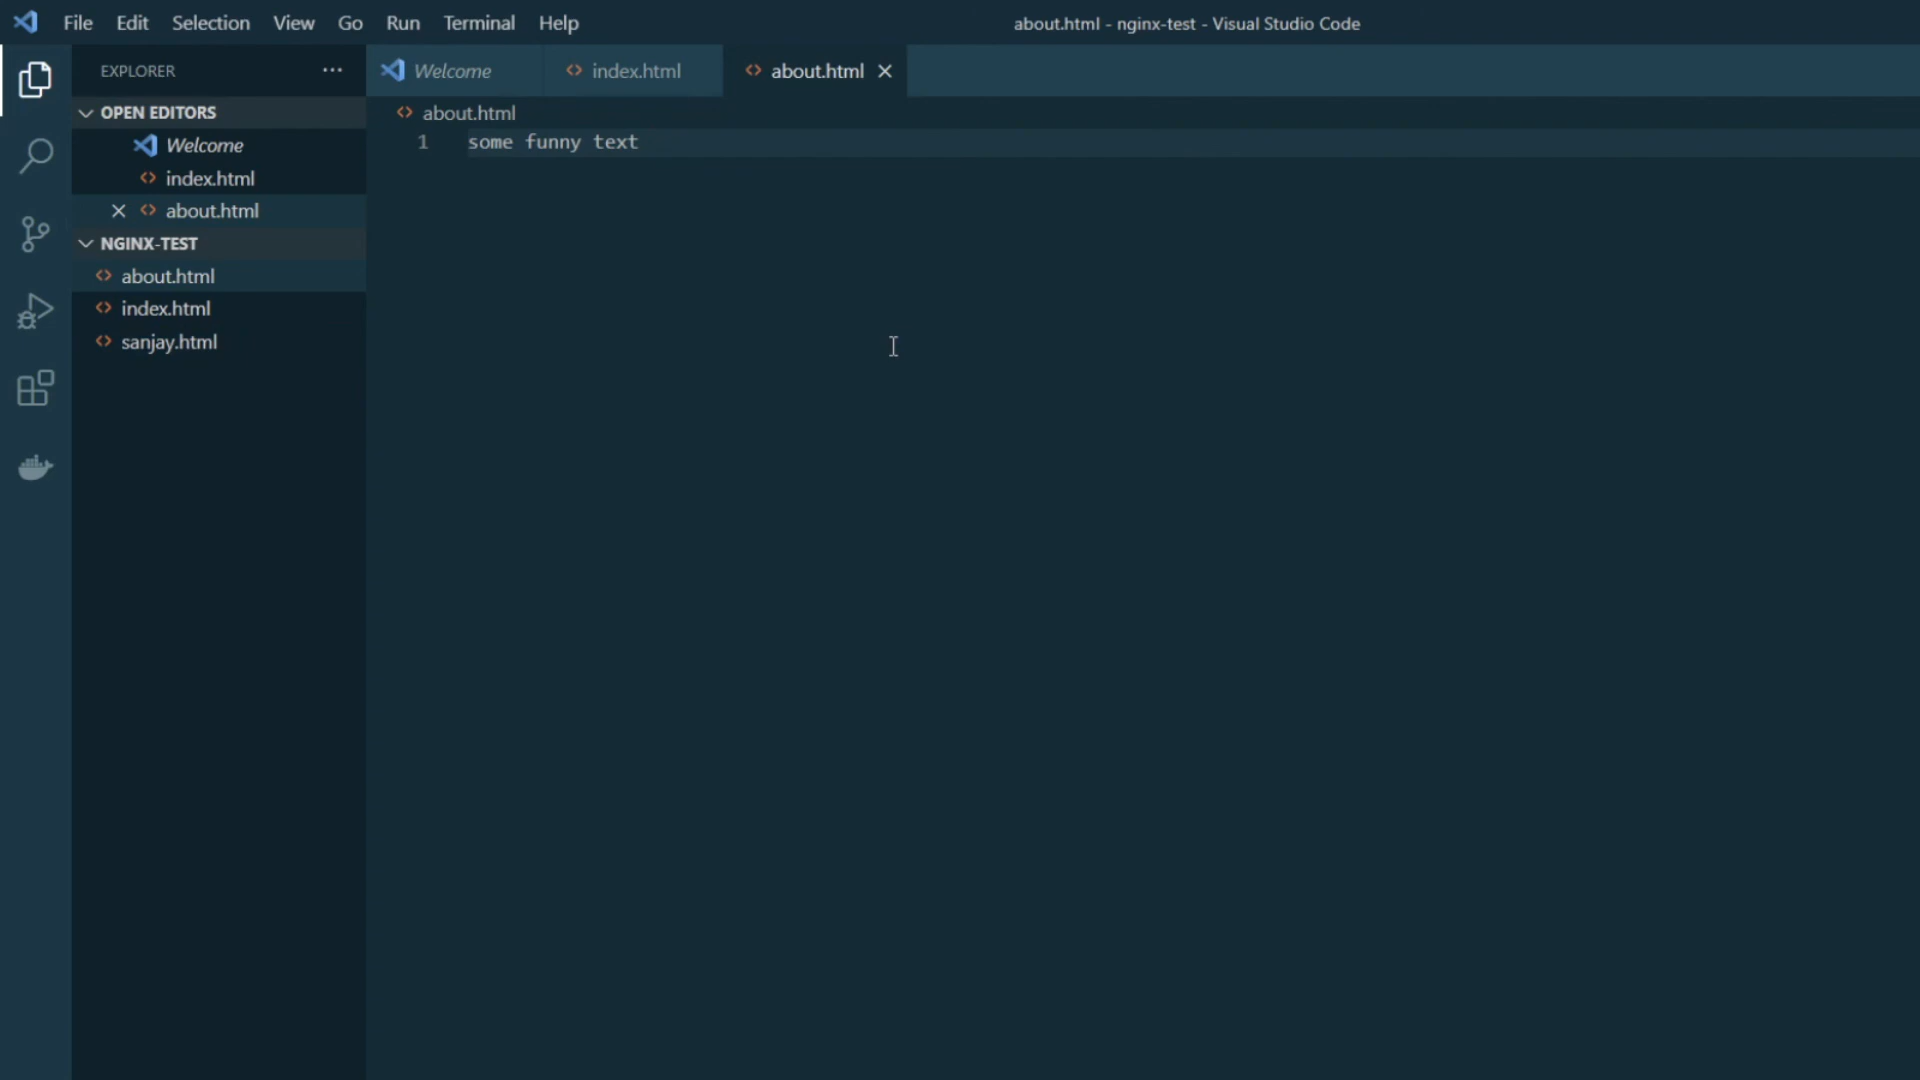 File Edit Selection View Go Run Terminal Help
about.html - nginx-test - Visual Studio Code
EXPLORER
OPEN EDITORS
Welcome
index.html
about.html
NGINX-TEST
about.html
index.html
sanjay.html
Welcome index.html about.html
about.html
1 some funny text